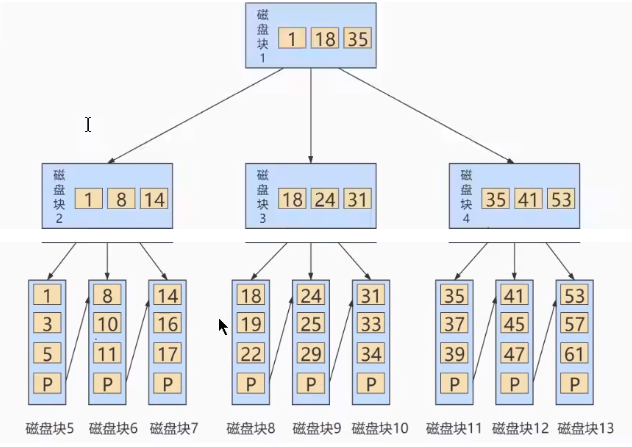 磁盘块1 1 18 35
磁盘块2 1 8 14
磁盘块3 18 24 31
磁盘块4 35 41 53
1 8 14 18 24 31 35 41 53
3 10 16 19 25 33 37 45 57
5 11 17 22 29 34 39 47 61
P P P P P P P P P
磁盘块5 磁盘块6 磁盘块7 磁盘块8 磁盘块9 磁盘块10 磁盘块11 磁盘块12 磁盘块13